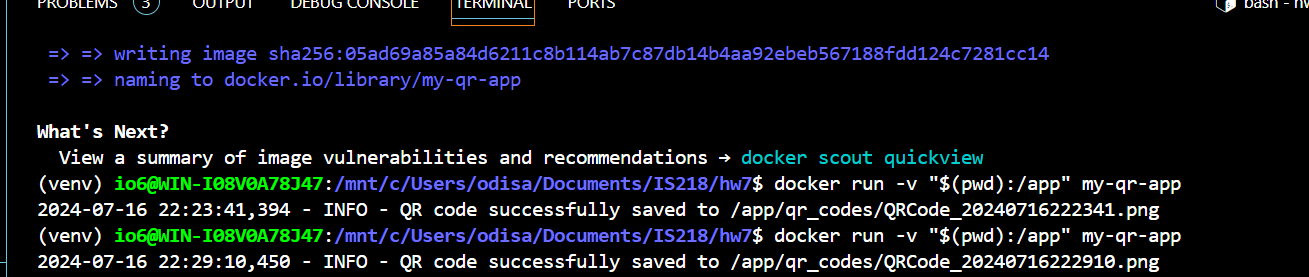 PROBLEMS 3 OUTPUT DEBUG CONSOLE TERMINAL PORTS bash - hw
=> => writing image sha256:05ad69a85a84d6211c8b114ab7c87db14b4aa92ebeb567188fdd124c7281cc14
=> => naming to docker.io/library/my-qr-app
What's Next?
View a summary of image vulnerabilities and recommendations → docker scout quickview
(venv) io6@WIN-I08V0A78J47:/mnt/c/Users/odisa/Documents/IS218/hw7$ docker run -v "$(pwd):/app" my-qr-app
2024-07-16 22:23:41,394 - INFO - QR code successfully saved to /app/qr_codes/QRCode_20240716222341.png
(venv) io6@WIN-I08V0A78J47:/mnt/c/Users/odisa/Documents/IS218/hw7$ docker run -v "$(pwd):/app" my-qr-app
2024-07-16 22:29:10,450 - INFO - QR code successfully saved to /app/qr_codes/QRCode_20240716222910.png